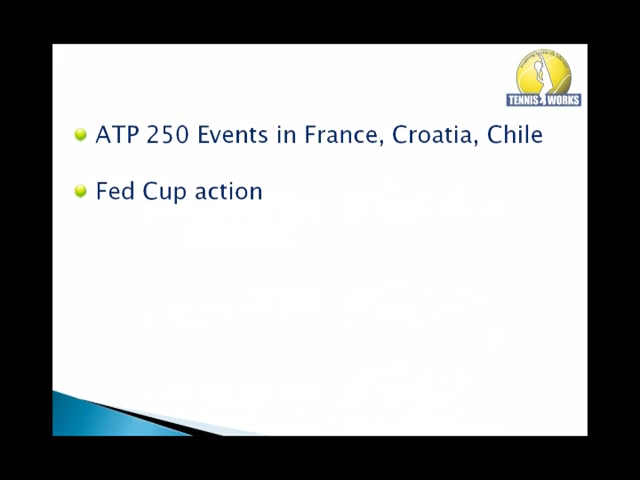 TENNIS WORKS
ATP 250 Events in France, Croatia, Chile
Fed Cup action